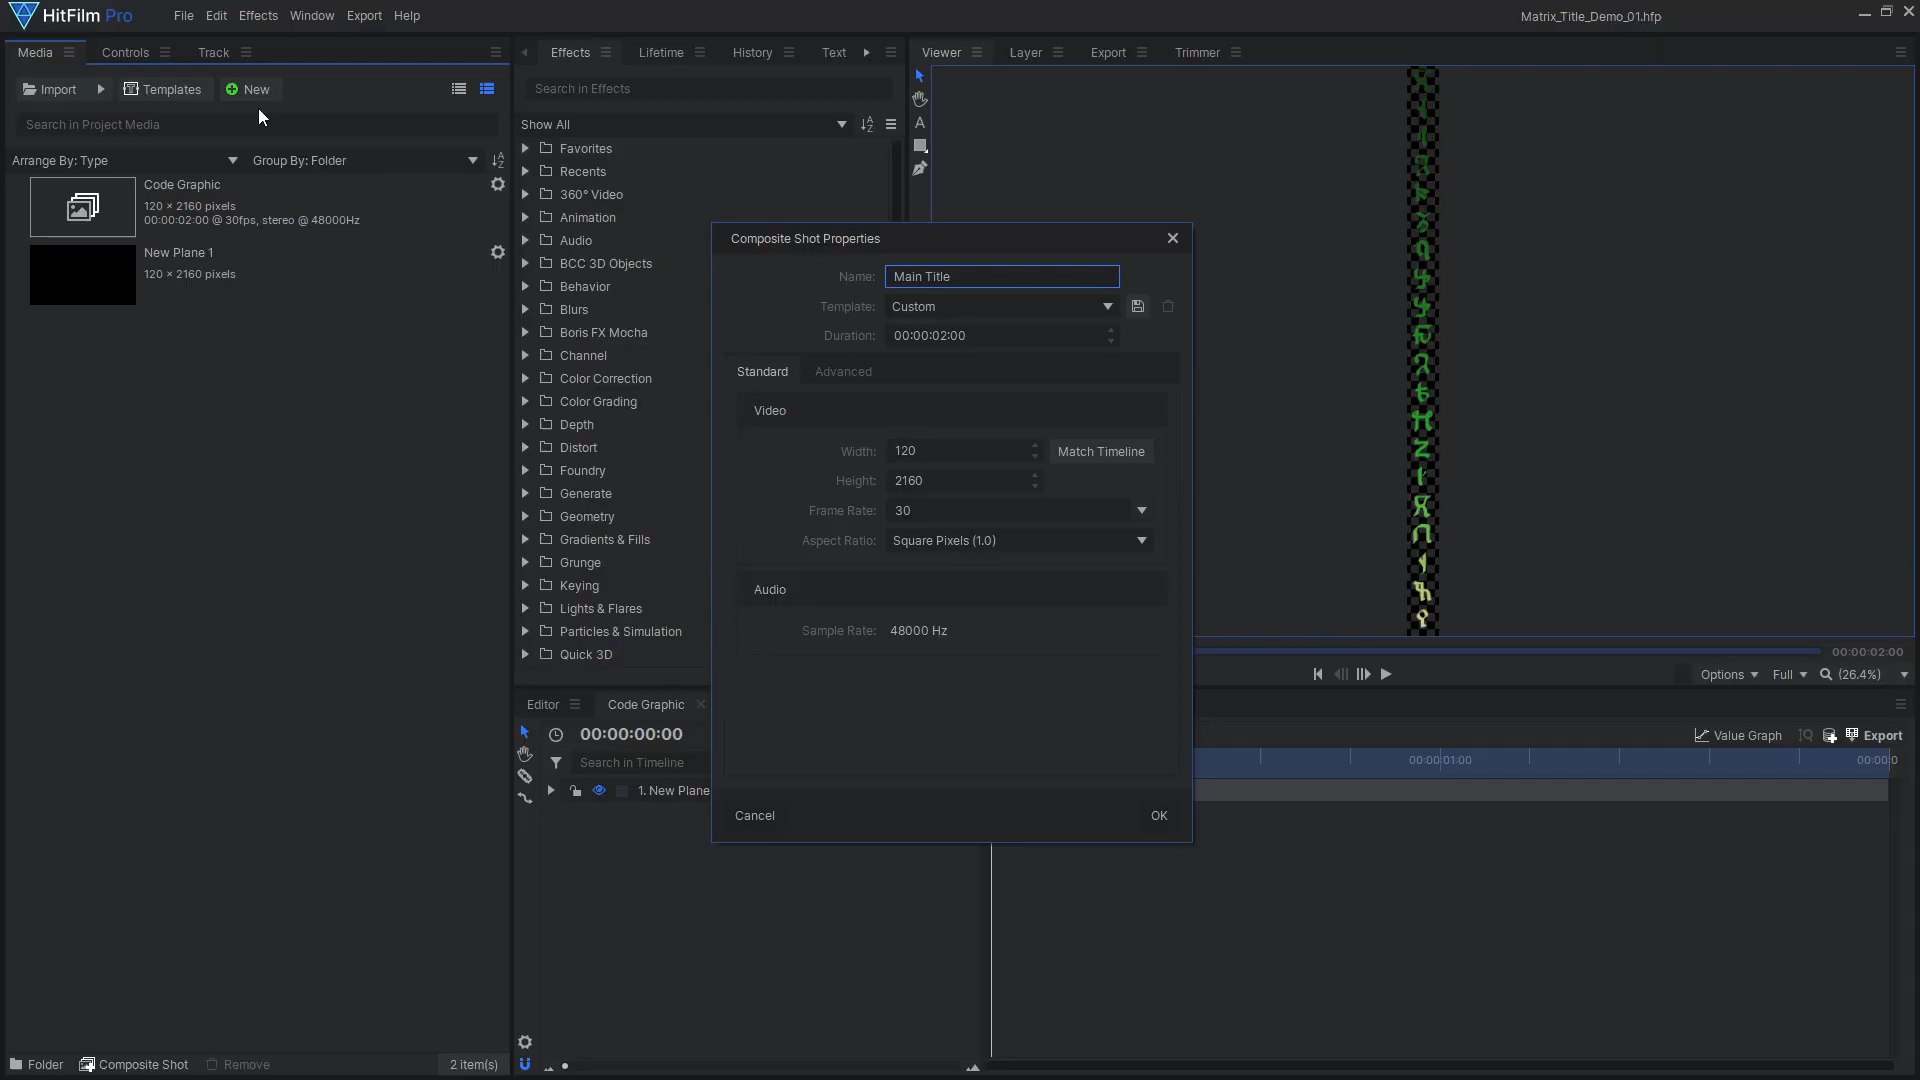 HitFilm Pro
File Edit Effects Window Export Help
Matrix_Title_Demo_01.hfp
Media Controls Track
Import Templates New
Search in Project Media
Arrange By: Type Group By: Folder
Code Graphic
120 × 2160 pixels
00:00:02:00 @ 30fps, stereo @ 48000Hz
New Plane 1
120 × 2160 pixels
Folder Composite Shot Remove 2 item(s)
Effects Lifetime History Text
Search in Effects
Show All
Favorites
Recents
360° Video
Animation
Audio
BCC 3D Objects
Behavior
Blurs
Boris FX Mocha
Channel
Color Correction
Color Grading
Depth
Distort
Foundry
Generate
Geometry
Gradients & Fills
Grunge
Keying
Lights & Flares
Particles & Simulation
Quick 3D
Composite Shot Properties
Name: Main Title
Template: Custom
Duration: 00:00:02:00
Standard Advanced
Video
Width: 120 Match Timeline
Height: 2160
Frame Rate: 30
Aspect Ratio: Square Pixels (1.0)
Audio
Sample Rate: 48000 Hz
Cancel OK
Viewer Layer Export Trimmer
A
00:00:02:00
Options Full (26.4%)
Editor Code Graphic
00:00:00:00
Value Graph Export
Search in Timeline
00:00:01:00 00:00:0
1. New Plane